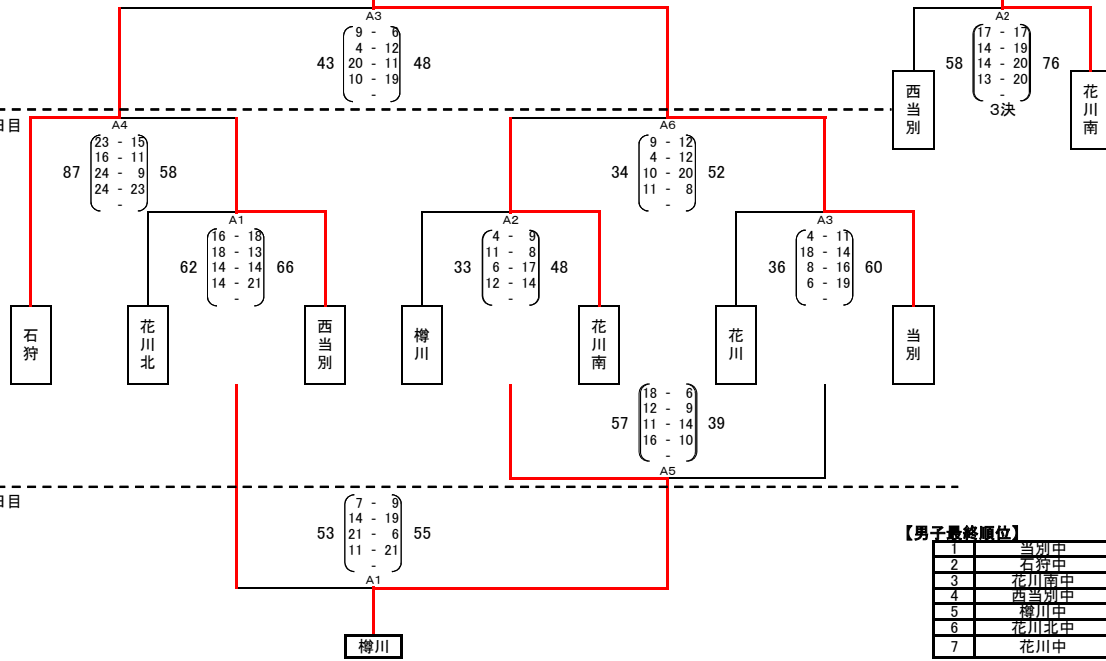 A3
9 - 6
4 - 12
43 20 - 11 48
10 - 19
-
A2
17 - 17
14 - 19
58 14 - 20 76
13 - 20
-
3決
西当別
花川南
日目
A4
23 - 15
16 - 11
87 24 - 9 58
24 - 23
-
A6
9 - 12
4 - 12
34 10 - 20 52
11 - 8
-
A1
16 - 18
18 - 13
62 14 - 14 66
14 - 21
-
A2
4 - 9
11 - 8
33 6 - 17 48
12 - 14
-
A3
4 - 11
18 - 14
36 8 - 16 60
6 - 19
-
石狩
花川北
西当別
樽川
花川南
花川
当別
18 - 6
12 - 9
57 11 - 14 39
16 - 10
-
A5
日目
7 - 9
14 - 19
53 21 - 6 55
11 - 21
-
A1
樽川
【男子最終順位】
1 当別中
2 石狩中
3 花川南中
4 西当別中
5 樽川中
6 花川北中
7 花川中